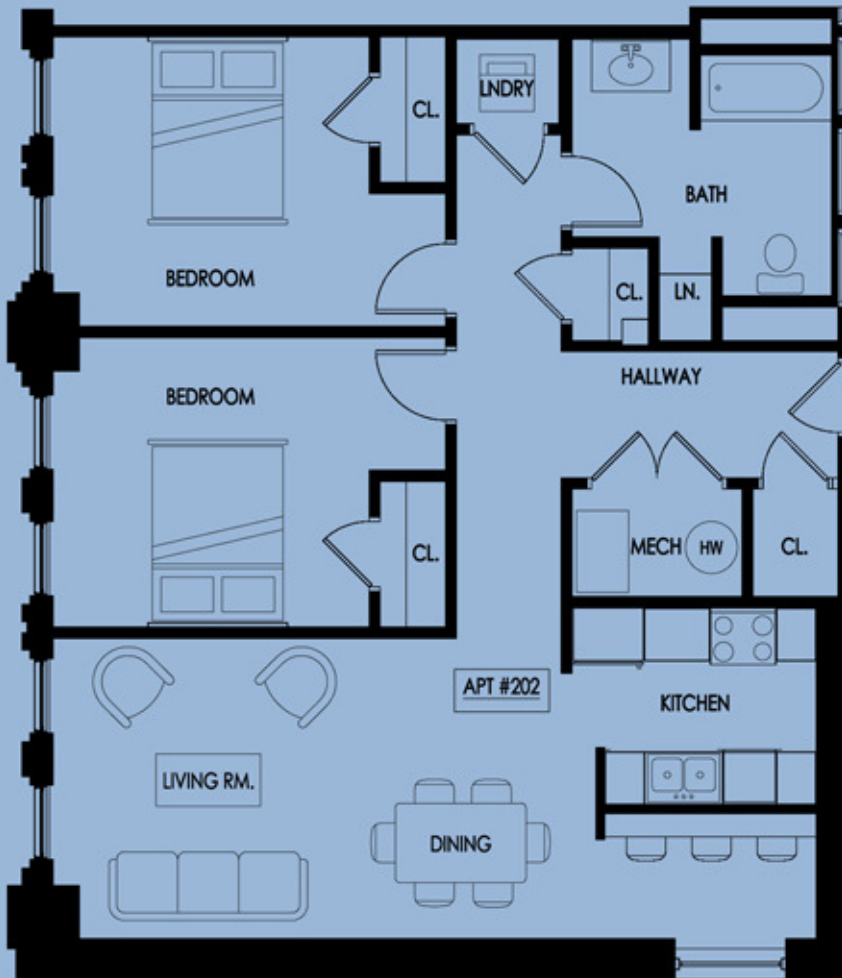 LNDRY
CL.
BATH
BEDROOM
CL.
LN.
HALLWAY
BEDROOM
MECH
HW
CL.
CL.
APT #202
KITCHEN
LIVING RM.
DINING